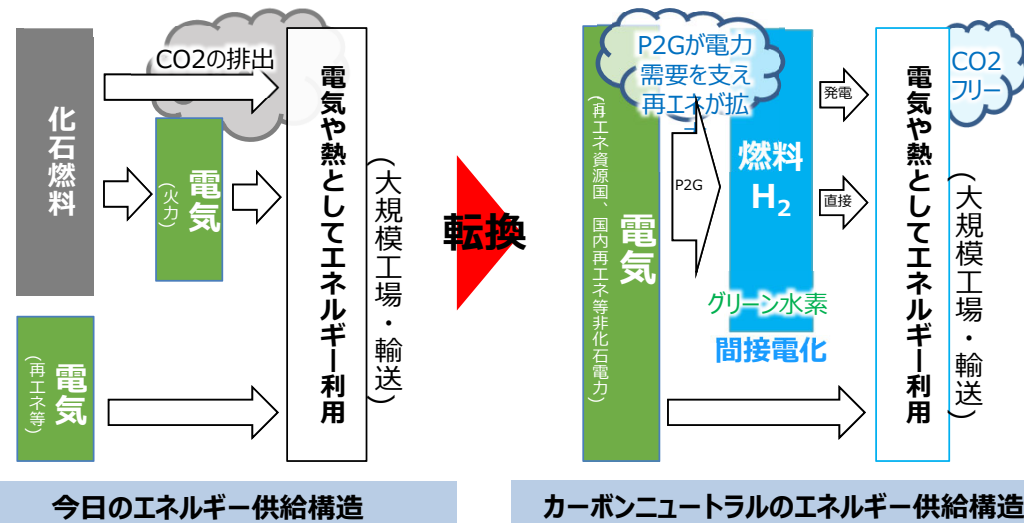 CO2の排出
化石燃料
電気
(火力)
電気
(再エネ等)
電気や熱としてエネルギー利用
(大規模工場・輸送)
今日のエネルギー供給構造
転換
P2Gが電力
需要を支え
再エネが拡
電気
(再エネ資源国、国内再エネ等非化石電力)
P2G
燃料
H2
グリーン水素
間接電化
発電
直接
電気や熱としてエネルギー利用
(大規模工場・輸送)
CO2
フリー
カーボンニュートラルのエネルギー供給構造